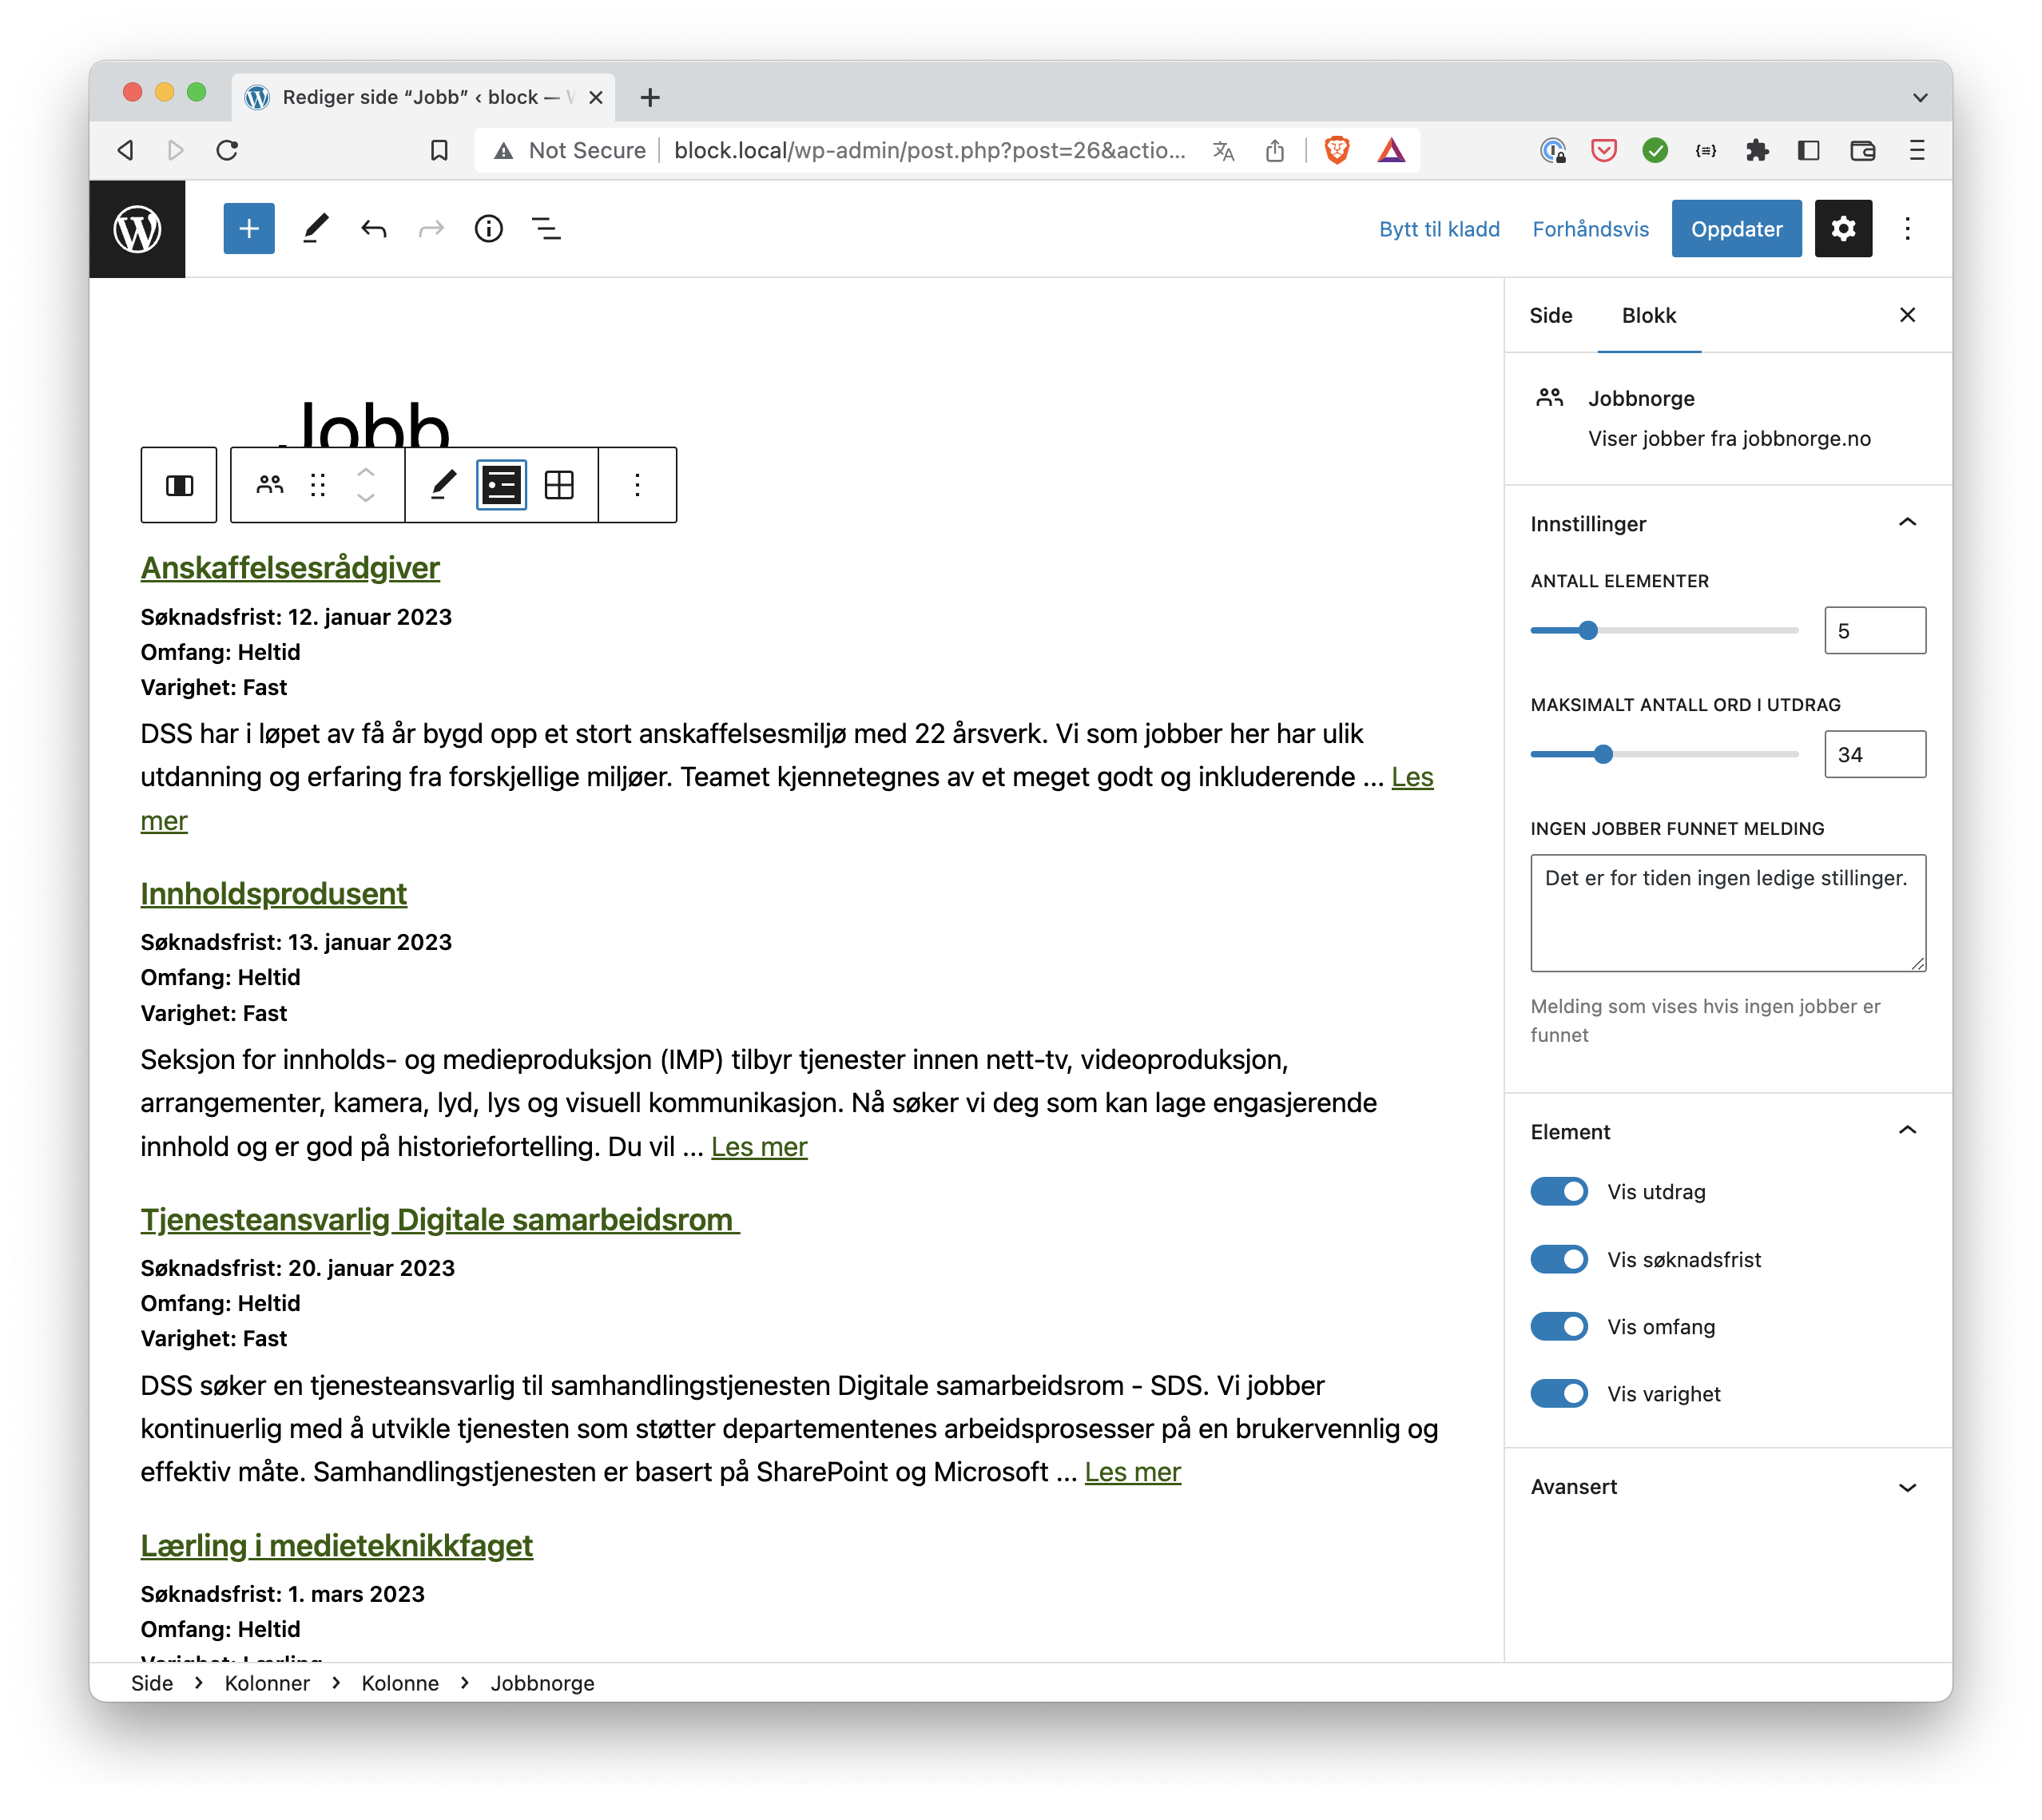 Rediger side “Jobb” ‹ block —
Not Secure
block.local/wp-admin/post.php?post=26&actio...
Bytt til kladd
Forhåndsvis
Oppdater
Jobb
Anskaffelsesrådgiver
Søknadsfrist: 12. januar 2023
Omfang: Heltid
Varighet: Fast
DSS har i løpet av få år bygd opp et stort anskaffelsesmiljø med 22 årsverk. Vi som jobber her har ulik
utdanning og erfaring fra forskjellige miljøer. Teamet kjennetegnes av et meget godt og inkluderende ... Les
mer
Innholdsprodusent
Søknadsfrist: 13. januar 2023
Omfang: Heltid
Varighet: Fast
Seksjon for innholds- og medieproduksjon (IMP) tilbyr tjenester innen nett-tv, videoproduksjon,
arrangementer, kamera, lyd, lys og visuell kommunikasjon. Nå søker vi deg som kan lage engasjerende
innhold og er god på historiefortelling. Du vil ... Les mer
Tjenesteansvarlig Digitale samarbeidsrom
Søknadsfrist: 20. januar 2023
Omfang: Heltid
Varighet: Fast
DSS søker en tjenesteansvarlig til samhandlingstjenesten Digitale samarbeidsrom - SDS. Vi jobber
kontinuerlig med å utvikle tjenesten som støtter departementenes arbeidsprosesser på en brukervennlig og
effektiv måte. Samhandlingstjenesten er basert på SharePoint og Microsoft ... Les mer
Lærling i medieteknikkfaget
Søknadsfrist: 1. mars 2023
Omfang: Heltid
Varighet: Lærling
Side
Blokk
Jobbnorge
Viser jobber fra jobbnorge.no
Innstillinger
ANTALL ELEMENTER
5
MAKSIMALT ANTALL ORD I UTDRAG
34
INGEN JOBBER FUNNET MELDING
Det er for tiden ingen ledige stillinger.
Melding som vises hvis ingen jobber er
funnet
Element
Vis utdrag
Vis søknadsfrist
Vis omfang
Vis varighet
Avansert
Side › Kolonner › Kolonne › Jobbnorge